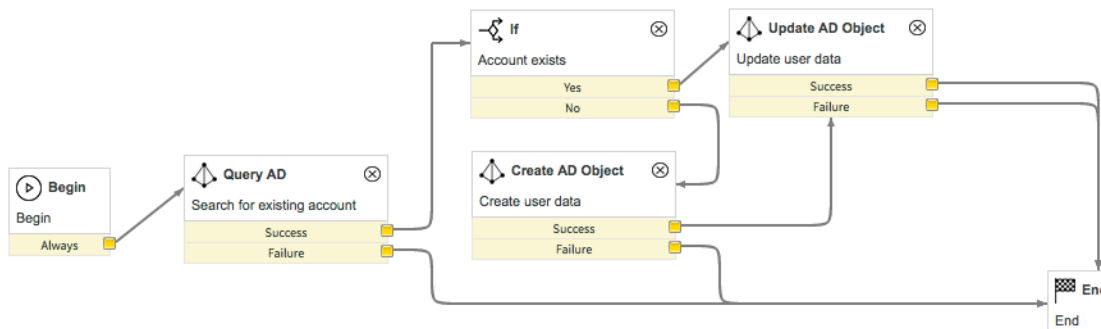 Begin
Begin
Always
Query AD
Search for existing account
Success
Failure
If
Account exists
Yes
No
Create AD Object
Create user data
Success
Failure
Update AD Object
Update user data
Success
Failure
En
End